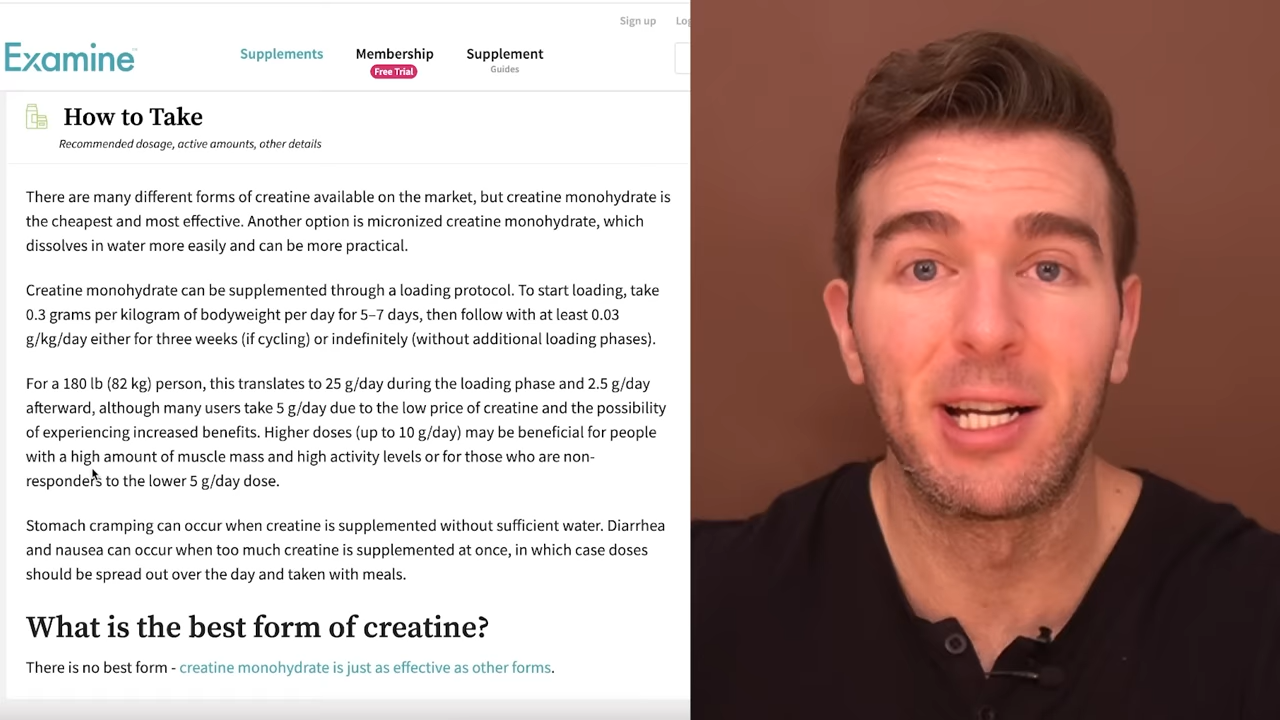 Sign up
Examine
Supplements
Membership
Supplement
Free Trial
Guides
How to Take
Recommended dosage, active amounts, other details
There are many different forms of creatine available on the market, but creatine monohydrate is
the cheapest and most effective. Another option is micronized creatine monohydrate, which
dissolves in water more easily and can be more practical.
Creatine monohydrate can be supplemented through a loading protocol. To start loading, take
0.3 grams per kilogram of bodyweight per day for 5–7 days, then follow with at least 0.03
g/kg/day either for three weeks (if cycling) or indefinitely (without additional loading phases).
For a 180 lb (82 kg) person, this translates to 25 g/day during the loading phase and 2.5 g/day
afterward, although many users take 5 g/day due to the low price of creatine and the possibility
of experiencing increased benefits. Higher doses (up to 10 g/day) may be beneficial for people
with a high amount of muscle mass and high activity levels or for those who are non-
responders to the lower 5 g/day dose.
Stomach cramping can occur when creatine is supplemented without sufficient water. Diarrhea
and nausea can occur when too much creatine is supplemented at once, in which case doses
should be spread out over the day and taken with meals.
What is the best form of creatine?
There is no best form - creatine monohydrate is just as effective as other forms.